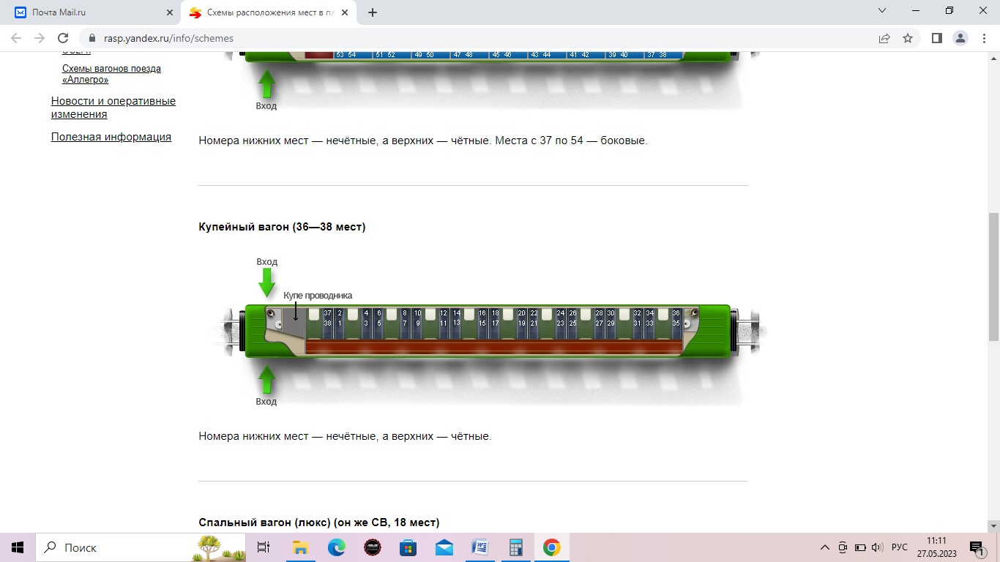 Почта Mail.ru
Схемы расположения мест в пл
rasp.yandex.ru/info/schemes
53 54 51 52 49 50 47 48 45 46 43 44 41 42 39 40 37 38
Схемы вагонов поезда
«Аллегро»
Новости и оперативные
изменения
Полезная информация
Вход
Номера нижних мест — нечётные, а верхних — чётные. Места с 37 по 54 — боковые.
Купейный вагон (36—38 мест)
Вход
Купе проводника
37 2 4 6 8 10 12 14 16 18 20 22 24 26 28 30 32 34 36
38 1 3 5 7 9 11 13 15 17 19 21 23 25 27 29 31 33 35
Вход
Номера нижних мест — нечётные, а верхних — чётные.
Спальный вагон (люкс) (он же СВ, 18 мест)
Поиск
РУС
11:11
27.05.2023
1